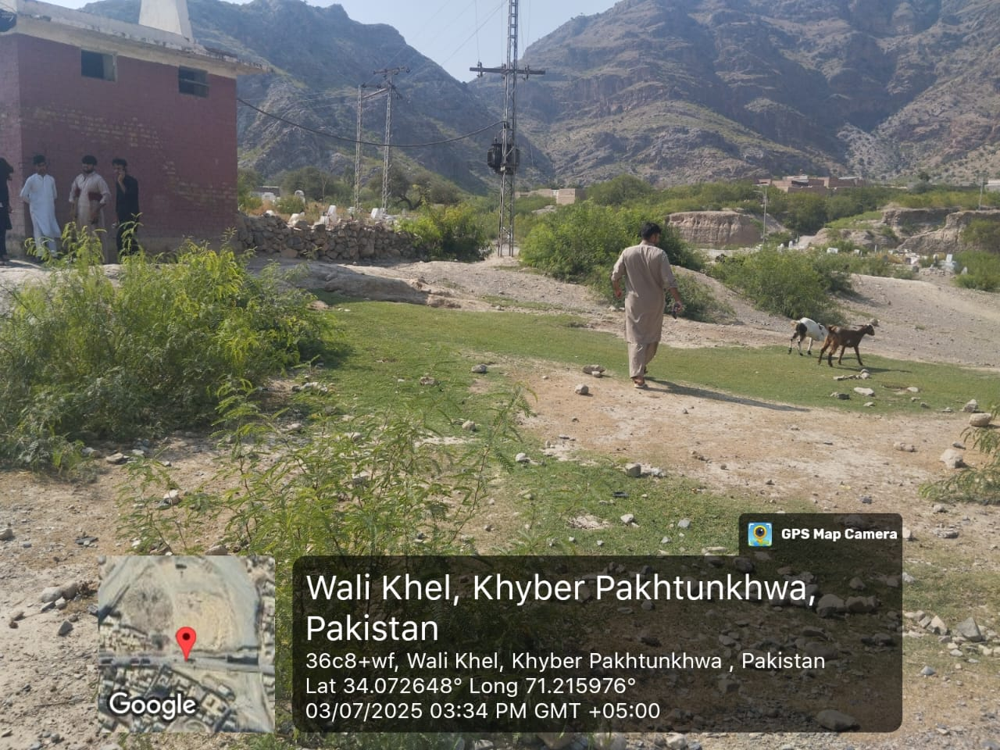 GPS Map Camera
Wali Khel, Khyber Pakhtunkhwa,
Pakistan
36c8+wf, Wali Khel, Khyber Pakhtunkhwa , Pakistan
Lat 34.072648° Long 71.215976°
03/07/2025 03:34 PM GMT +05:00
Google